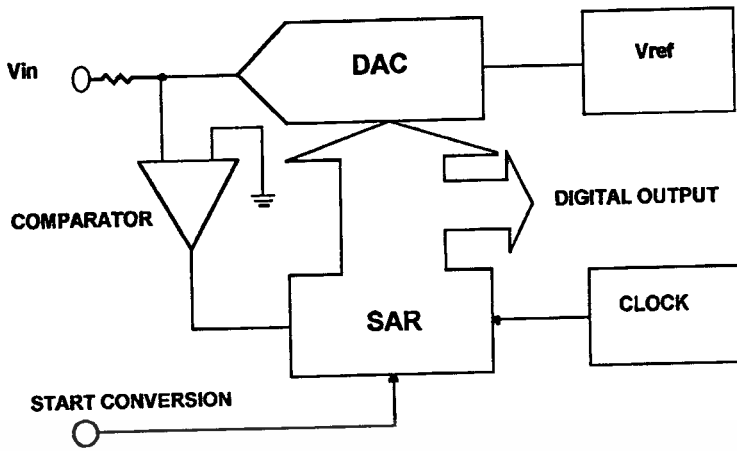 Vin
DAC
Vref
COMPARATOR
DIGITAL OUTPUT
SAR
CLOCK
START CONVERSION